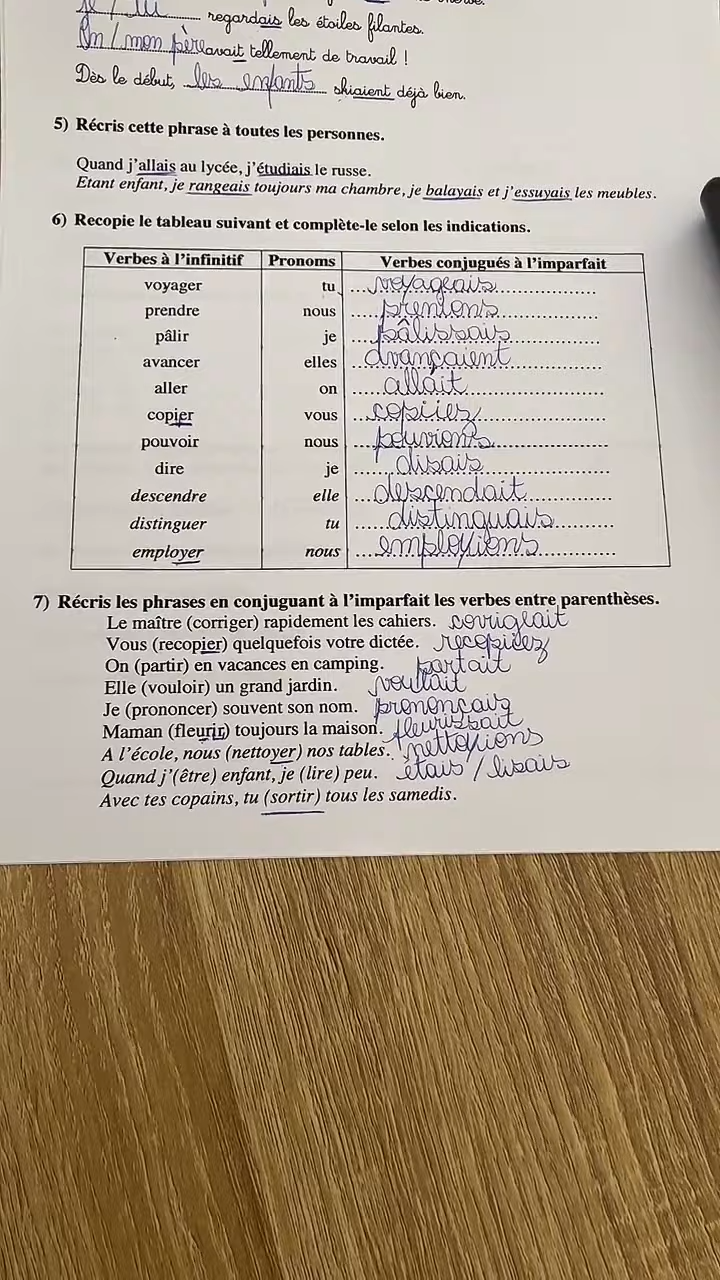 je / tu regardais les étoiles filantes.
On / mon père avait tellement de travail !
Dès le début, les enfants skiaient déjà bien.
5) Récris cette phrase à toutes les personnes.
Quand j'allais au lycée, j'étudiais le russe.
Etant enfant, je rangeais toujours ma chambre, je balayais et j'essuyais les meubles.
6) Recopie le tableau suivant et complète-le selon les indications.
Verbes à l'infinitif Pronoms Verbes conjugués à l'imparfait
voyager tu voyageais
prendre nous prenions
pâlir je pâlissais
avancer elles avançaient
aller on allait
copier vous copiiez
pouvoir nous pouvions
dire je disais
descendre elle descendait
distinguer tu distinguais
employer nous employions
7) Récris les phrases en conjuguant à l'imparfait les verbes entre parenthèses.
Le maître (corriger) rapidement les cahiers. corrigeait
Vous (recopier) quelquefois votre dictée. recopiiez
On (partir) en vacances en camping. partait
Elle (vouloir) un grand jardin. voulait
Je (prononcer) souvent son nom. prononçais
Maman (fleurir) toujours la maison. fleurissait
A l'école, nous (nettoyer) nos tables. nettoyions
Quand j'(être) enfant, je (lire) peu. étais / lisais
Avec tes copains, tu (sortir) tous les samedis.